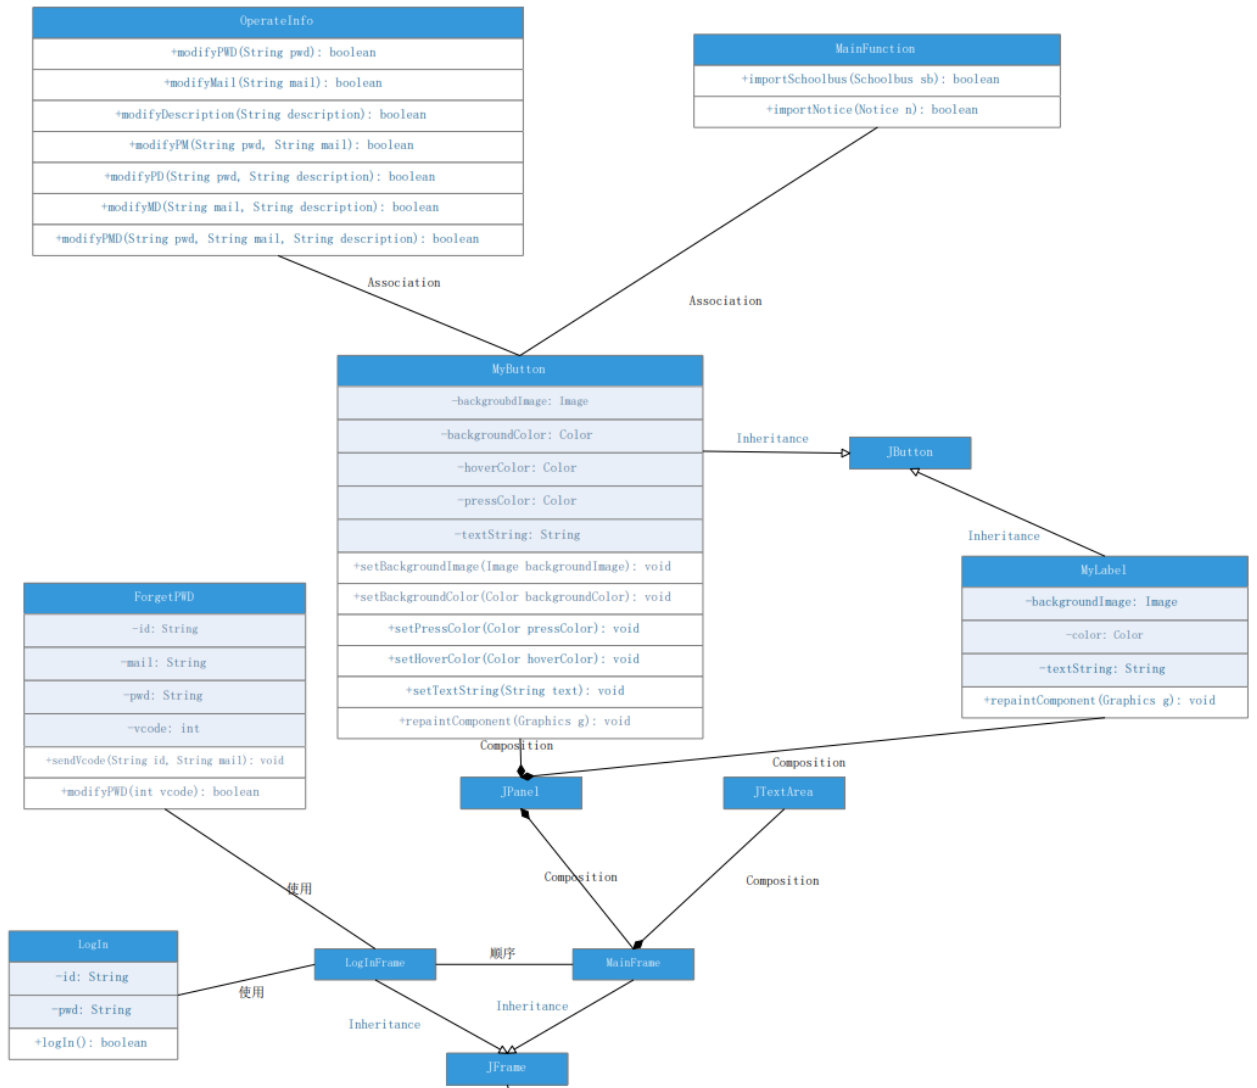 OperateInfo
+modifyPWD(String pwd): boolean
+modifyMail(String mail): boolean
+modifyDescription(String description): boolean
+modifyPM(String pwd, String mail): boolean
+modifyPD(String pwd, String description): boolean
+modifyMD(String mail, String description): boolean
+modifyPMD(String pwd, String mail, String description): boolean
MainFunction
+importSchoolbus(Schoolbus sb): boolean
+importNotice(Notice n): boolean
Association
Association
MyButton
-backgroubdImage: Image
-backgroundColor: Color
-hoverColor: Color
-pressColor: Color
-textString: String
+setBackgroundImage(Image backgroundImage): void
+setBackgroundColor(Color backgroundColor): void
+setPressColor(Color pressColor): void
+setHoverColor(Color hoverColor): void
+setTextString(String text): void
+repaintComponent(Graphics g): void
Inheritance
JButton
Inheritance
MyLabel
-backgroundImage: Image
-color: Color
-textString: String
+repaintComponent(Graphics g): void
ForgetPWD
-id: String
-mail: String
-pwd: String
-vcode: int
+sendVcode(String id, String mail): void
+modifyPWD(int vcode): boolean
Composition
Composition
JPanel
JTextArea
Composition
Composition
使用
LogIn
-id: String
-pwd: String
+logIn(): boolean
使用
LogInFrame
顺序
MainFrame
Inheritance
Inheritance
JFrame